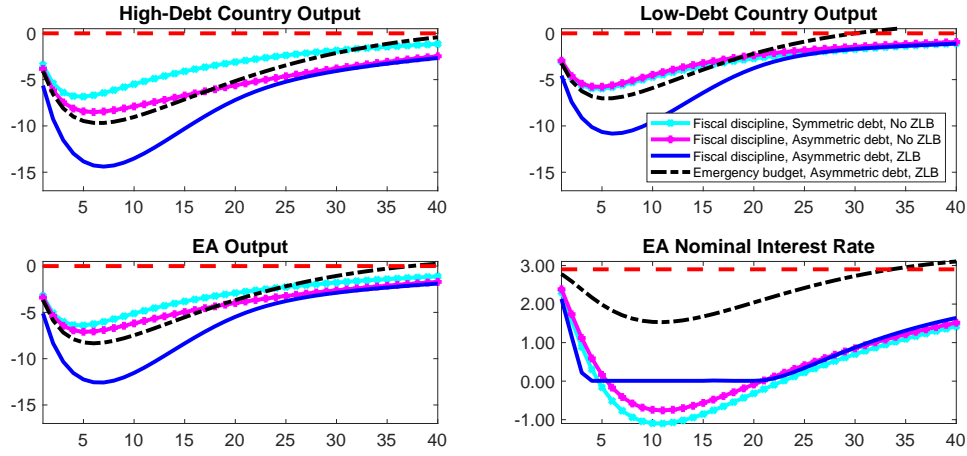 High-Debt Country Output
0
-5
-10
-15
5 10 15 20 25 30 35 40
Low-Debt Country Output
0
-5
-10
-15
Fiscal discipline, Symmetric debt, No ZLB
Fiscal discipline, Asymmetric debt, No ZLB
Fiscal discipline, Asymmetric debt, ZLB
Emergency budget, Asymmetric debt, ZLB
5 10 15 20 25 30 35 40
EA Output
0
-5
-10
-15
5 10 15 20 25 30 35 40
EA Nominal Interest Rate
3.00
2.00
1.00
0.00
-1.00
5 10 15 20 25 30 35 40